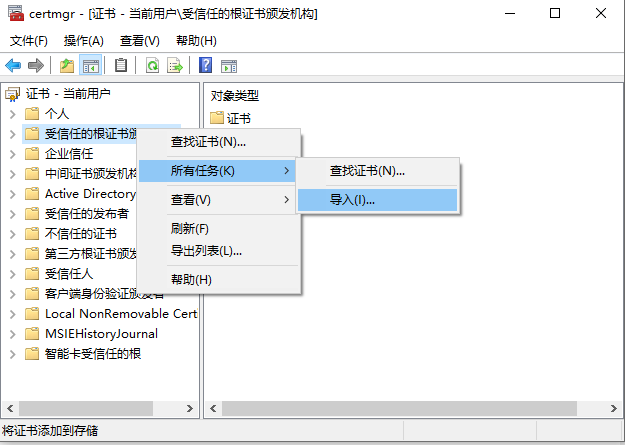 certmgr - [证书 - 当前用户\受信任的根证书颁发机构]
文件(F) 操作(A) 查看(V) 帮助(H)
证书 - 当前用户
个人
受信任的根证书颁
企业信任
中间证书颁发机构
Active Directory
受信任的发布者
不信任的证书
第三方根证书颁发
受信任人
客户端身份验证颁发者
Local NonRemovable Cert
MSIEHistoryJournal
智能卡受信任的根
对象类型
证书
查找证书(N)...
所有任务(K)
查看(V)
刷新(F)
导出列表(L)...
帮助(H)
查找证书(N)...
导入(I)...
将证书添加到存储